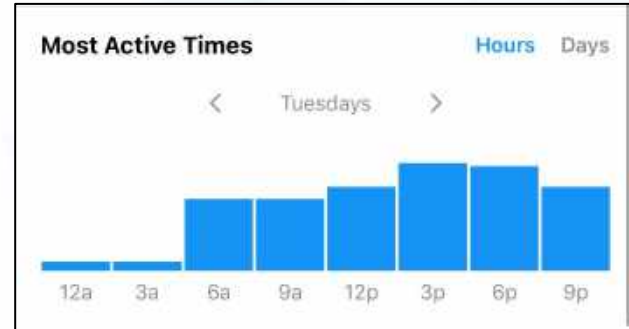 Most Active Times Hours Days
< Tuesdays >
12a 3a 6a 9a 12p 3p 6p 9p